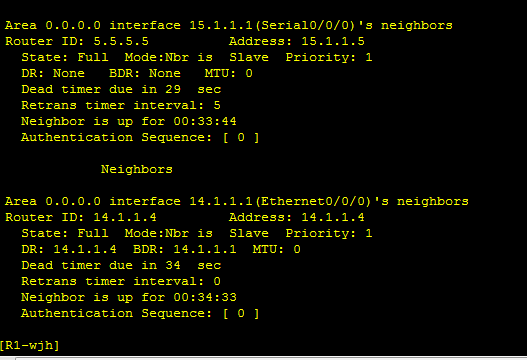 Area 0.0.0.0 interface 15.1.1.1(Serial0/0/0)'s neighbors
Router ID: 5.5.5.5          Address: 15.1.1.5
  State: Full  Mode:Nbr is  Slave  Priority: 1
  DR: None   BDR: None   MTU: 0
  Dead timer due in 29  sec
  Retrans timer interval: 5
  Neighbor is up for 00:33:44
  Authentication Sequence: [ 0 ]
            Neighbors
Area 0.0.0.0 interface 14.1.1.1(Ethernet0/0/0)'s neighbors
Router ID: 14.1.1.4         Address: 14.1.1.4
  State: Full  Mode:Nbr is  Slave  Priority: 1
  DR: 14.1.1.4  BDR: 14.1.1.1  MTU: 0
  Dead timer due in 34  sec
  Retrans timer interval: 0
  Neighbor is up for 00:34:33
  Authentication Sequence: [ 0 ]
[R1-wjh]